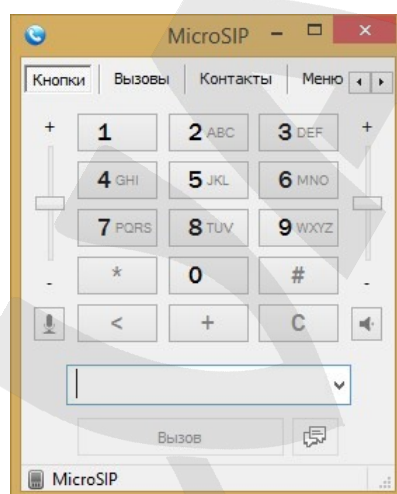 MicroSIP
Кнопки Вызовы Контакты Меню
+ 1 2 ABC 3 DEF +
4 GHI 5 JKL 6 MNO
7 PQRS 8 TUV 9 WXYZ
- * 0 # -
< + C
Вызов
MicroSIP